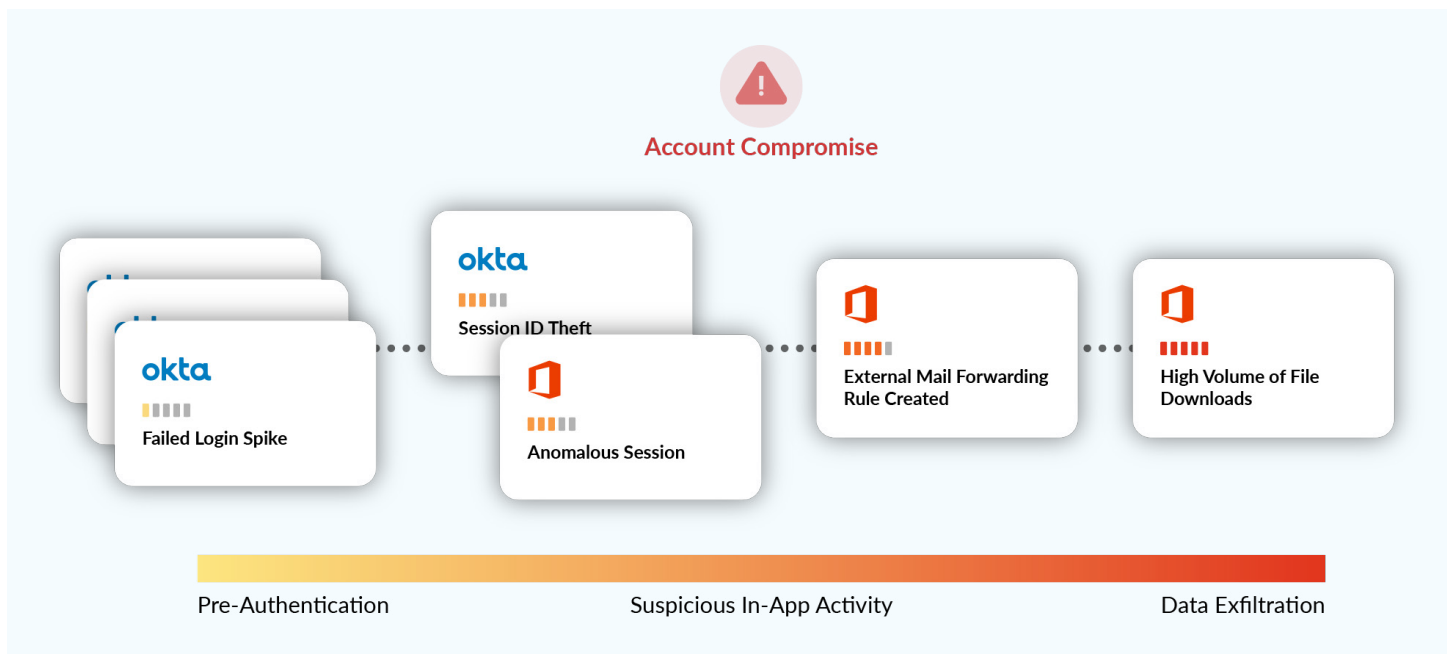 Account Compromise
okta
Failed Login Spike
okta
Session ID Theft
Anomalous Session
External Mail Forwarding
Rule Created
High Volume of File
Downloads
Pre-Authentication
Suspicious In-App Activity
Data Exfiltration